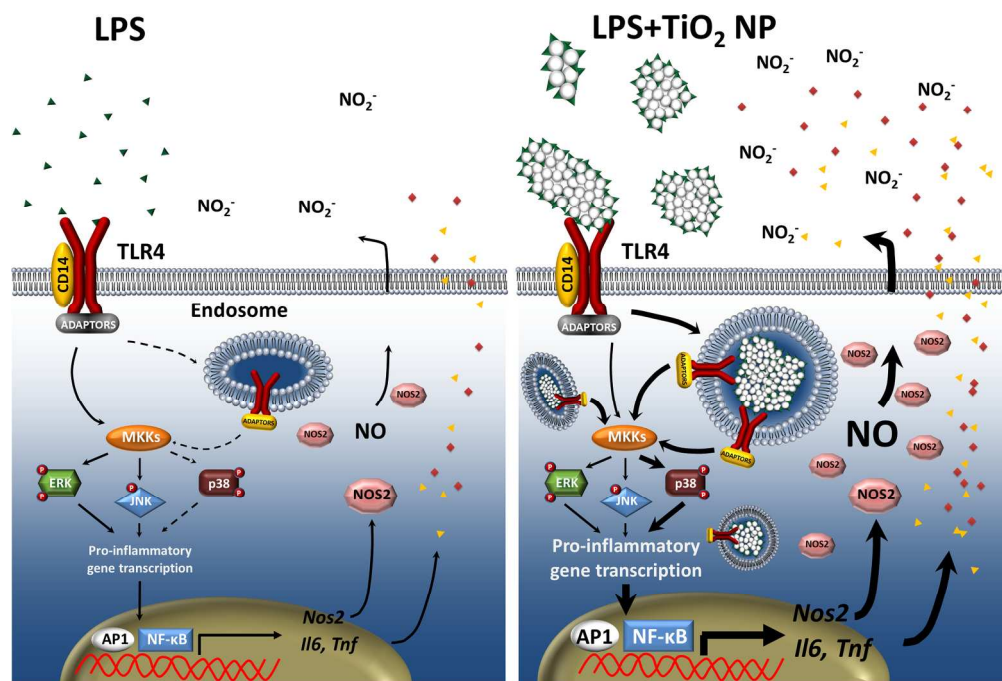 LPS
NO₂⁻
NO₂⁻
NO₂⁻
CD14
TLR4
ADAPTORS
Endosome
ADAPTORS
MKKs
NOS2
NOS2
NO
P
P
ERK
P
JNK
P
P
p38
NOS2
Pro-inflammatory
gene transcription
AP1
NF-κB
Nos2
Il6, Tnf
LPS+TiO₂ NP
NO₂⁻
NO₂⁻
NO₂⁻
NO₂⁻
NO₂⁻
NO₂⁻
CD14
TLR4
ADAPTORS
ADAPTORS
ADAPTORS
MKKs
NOS2
NOS2
NOS2
NO
NOS2
NOS2
NOS2
NOS2
NOS2
P
P
ERK
P
JNK
P
P
p38
Pro-inflammatory
gene transcription
AP1
NF-κB
Nos2
Il6, Tnf